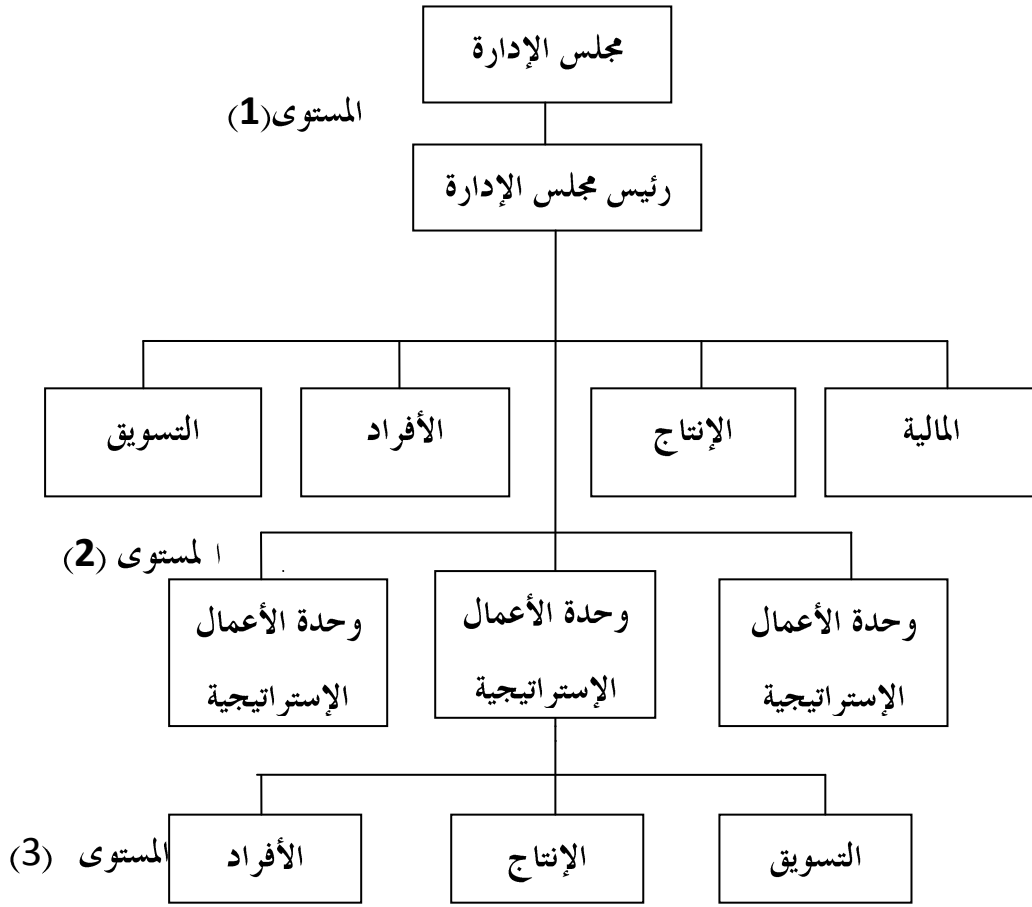 مجلس الإدارة
المستوى(1)
رئيس مجلس الإدارة
المالية
الإنتاج
الأفراد
التسويق
ا لمستوى (2)
وحدة الأعمال
الإستراتيجية
وحدة الأعمال
الإستراتيجية
وحدة الأعمال
الإستراتيجية
التسويق
الإنتاج
الأفراد
المستوى (3)